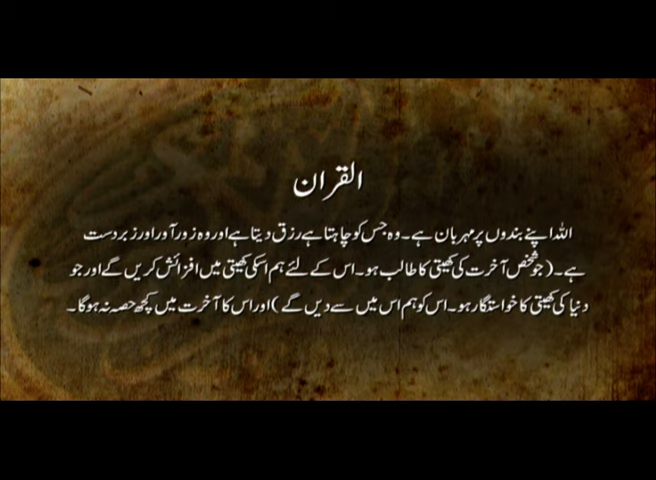 القران
اللہ اپنے بندوں پر مہربان ہے۔ وہ جس کو چاہتا ہے رزق دیتا ہے اور وہ زور آور اور زبردست
ہے۔ (جو شخص آخرت کی کھیتی کا طالب ہو۔ اس کے لئے ہم اسکی کھیتی میں افزائش کریں گے اور جو
دنیا کی کھیتی کا خواستگار ہو۔ اس کو ہم اس میں سے دیں گے) اور اس کا آخرت میں کچھ حصہ نہ ہوگا۔